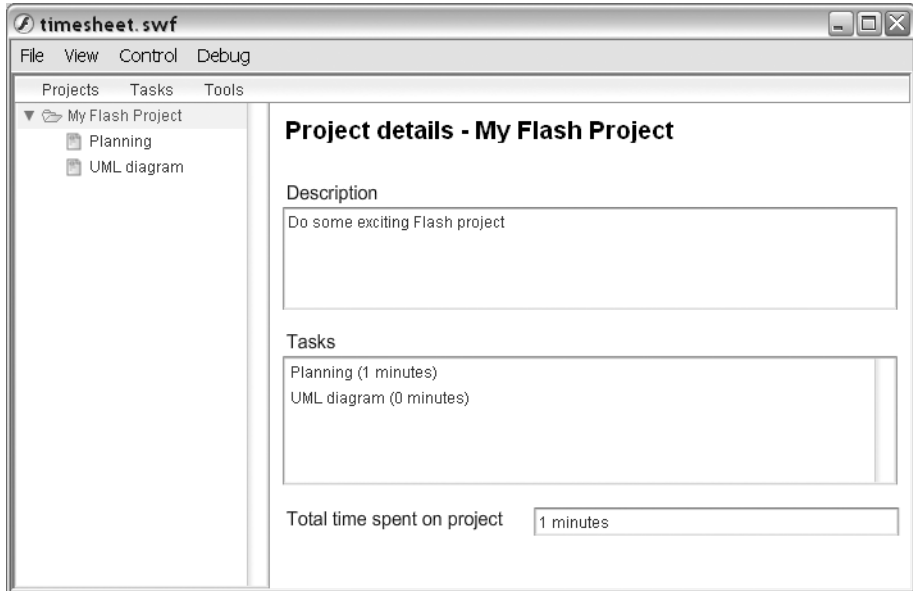 timesheet.swf
File View Control Debug
Projects Tasks Tools
My Flash Project
Planning
UML diagram
Project details - My Flash Project
Description
Do some exciting Flash project
Tasks
Planning (1 minutes)
UML diagram (0 minutes)
Total time spent on project
1 minutes